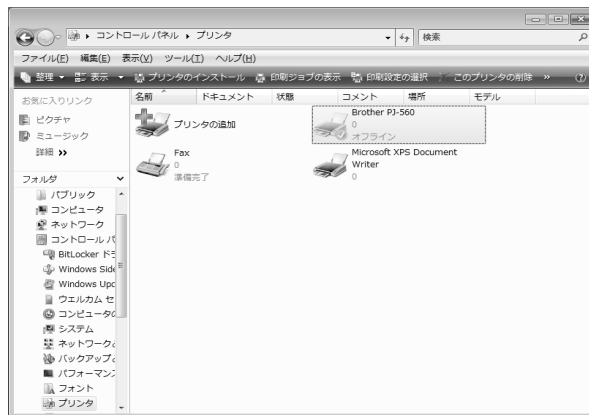 コントロール パネル ▸ プリンタ
検索
ファイル(F) 編集(E) 表示(V) ツール(T) ヘルプ(H)
整理 表示 プリンタのインストール 印刷ジョブの表示 印刷設定の選択 このプリンタの削除 »
お気に入りリンク
ピクチャ
ミュージック
詳細 »
フォルダ
パブリック
コンピュータ
ネットワーク
コントロール パ
BitLocker ド
Windows Side
Windows Upd
ウェルカム セ
コンピュータの
システム
ネットワークと
バックアップと
パフォーマンス
フォント
プリンタ
名前 ドキュメント 状態 コメント 場所 モデル
プリンタの追加
Brother PJ-560
0
オフライン
Fax
0
準備完了
Microsoft XPS Document
Writer
0